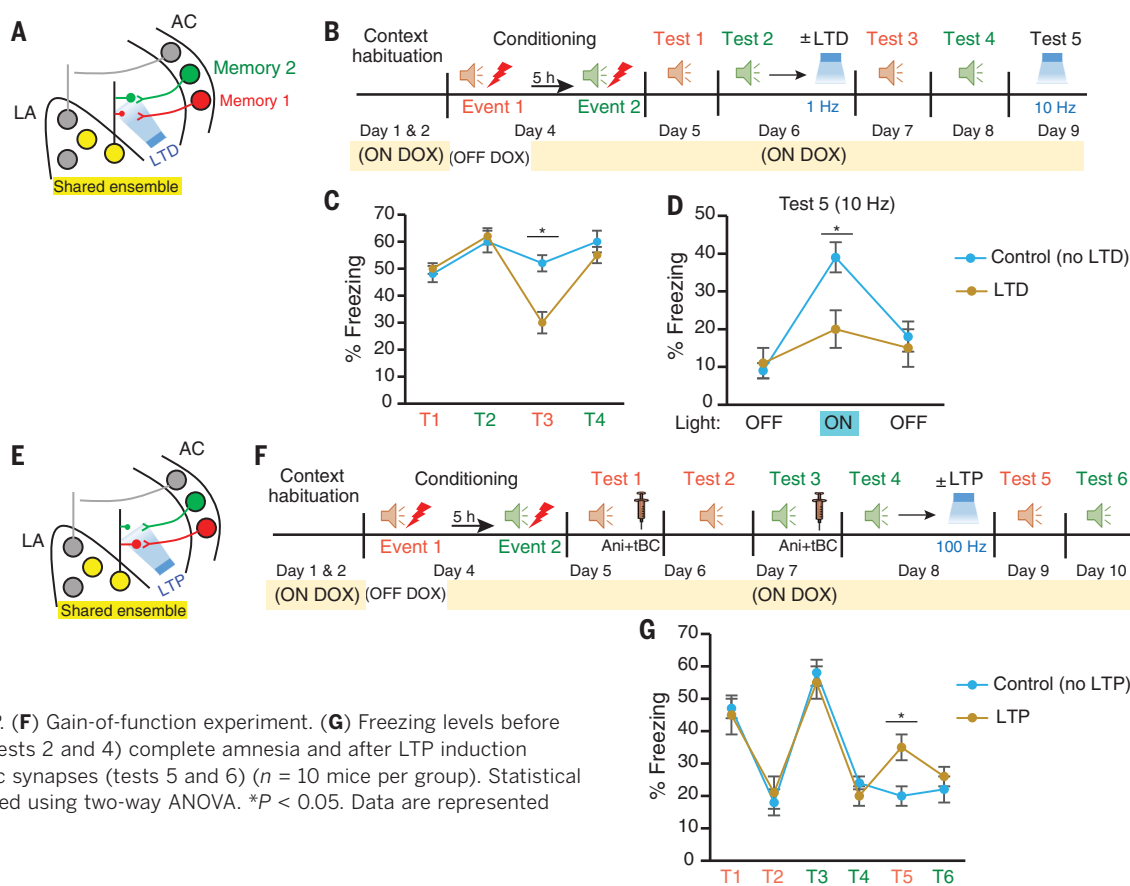 A
AC
Memory 2
Memory 1
LA
LTD
Shared ensemble
B
Context habituation
Conditioning
Test 1
Test 2
±LTD
Test 3
Test 4
Test 5
5 h
Event 1
Event 2
1 Hz
10 Hz
Day 1 & 2
Day 4
Day 5
Day 6
Day 7
Day 8
Day 9
(ON DOX)
(OFF DOX)
(ON DOX)
C
% Freezing
70
60
50
40
30
20
10
0
*
T1
T2
T3
T4
D
Test 5 (10 Hz)
% Freezing
50
40
30
20
10
0
*
Light:
OFF
ON
OFF
Control (no LTD)
LTD
E
AC
LA
LTP
Shared ensemble
F
Context
habituation
Conditioning
Test 1
Test 2
Test 3
Test 4
±LTP
Test 5
Test 6
5 h
Event 1
Event 2
Ani+tBC
Ani+tBC
100 Hz
Day 1 & 2
Day 4
Day 5
Day 6
Day 7
Day 8
Day 9
Day 10
(ON DOX)
(OFF DOX)
(ON DOX)
G
% Freezing
70
60
50
40
30
20
10
0
*
T1
T2
T3
T4
T5
T6
Control (no LTP)
LTP
. (F) Gain-of-function experiment. (G) Freezing levels before
ests 2 and 4) complete amnesia and after LTP induction
c synapses (tests 5 and 6) (n = 10 mice per group). Statistical
ed using two-way ANOVA. *P < 0.05. Data are represented